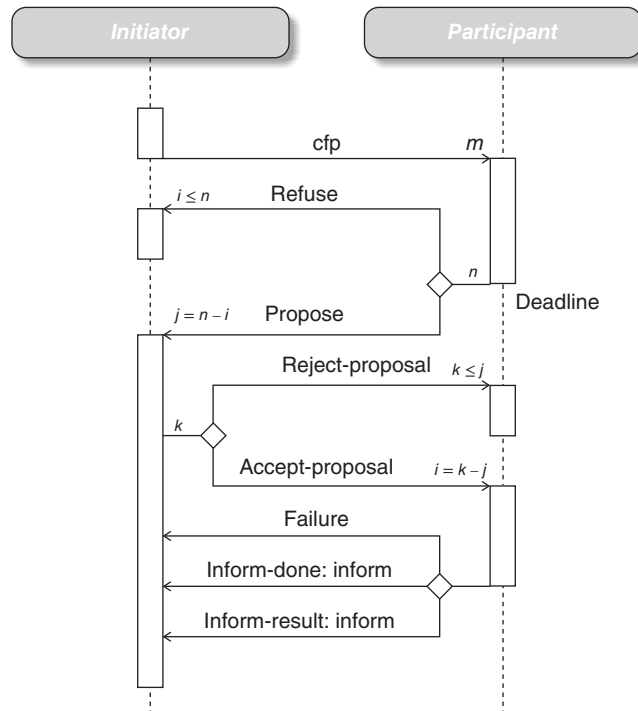 Initiator
Participant
cfp
m
i ≤ n
Refuse
n
Deadline
j = n – i
Propose
Reject-proposal
k ≤ j
k
Accept-proposal
i = k – j
Failure
Inform-done: inform
Inform-result: inform